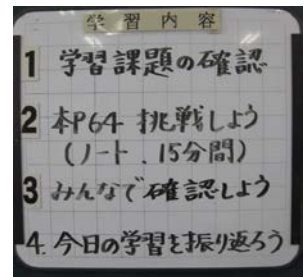 学習内容
1 学習課題の確認
2 本P64 挑戦しよう
(ノート、15分間)
3 みんなで確認しよう
4. 今日の学習を振り返ろう